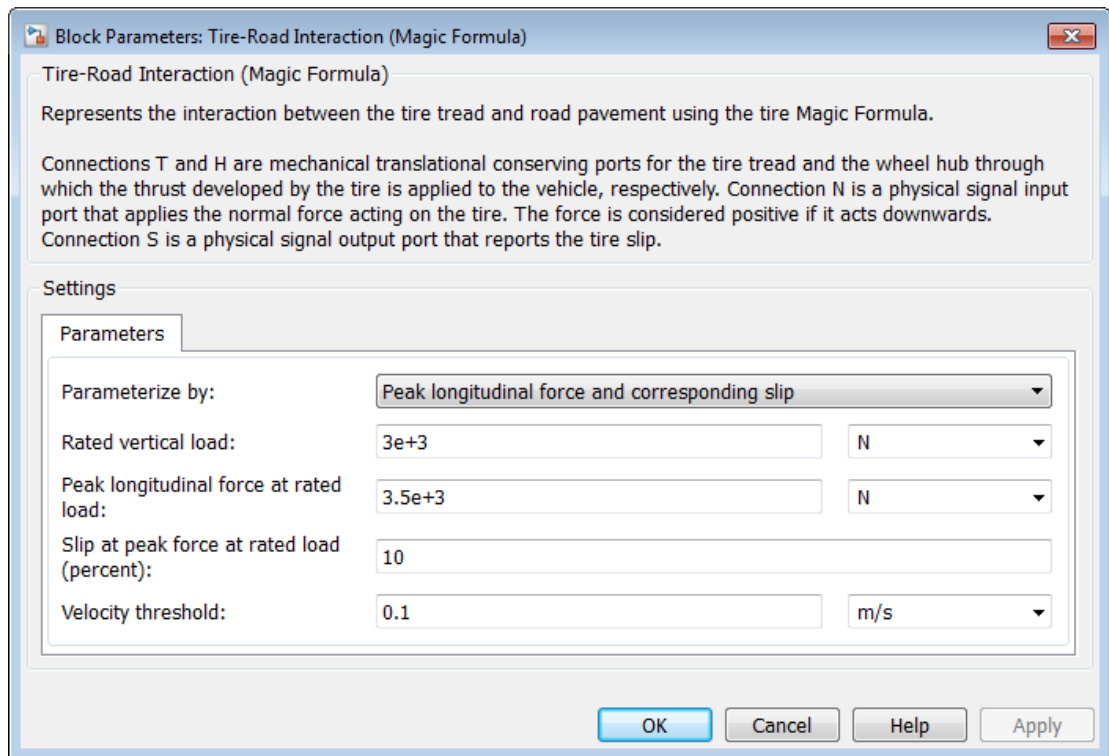 Block Parameters: Tire-Road Interaction (Magic Formula)
Tire-Road Interaction (Magic Formula)
Represents the interaction between the tire tread and road pavement using the tire Magic Formula.
Connections T and H are mechanical translational conserving ports for the tire tread and the wheel hub through
which the thrust developed by the tire is applied to the vehicle, respectively. Connection N is a physical signal input
port that applies the normal force acting on the tire. The force is considered positive if it acts downwards.
Connection S is a physical signal output port that reports the tire slip.
Settings
Parameters
Parameterize by: Peak longitudinal force and corresponding slip
Rated vertical load: 3e+3 N
Peak longitudinal force at rated
load: 3.5e+3 N
Slip at peak force at rated load
(percent): 10
Velocity threshold: 0.1 m/s
OK Cancel Help Apply